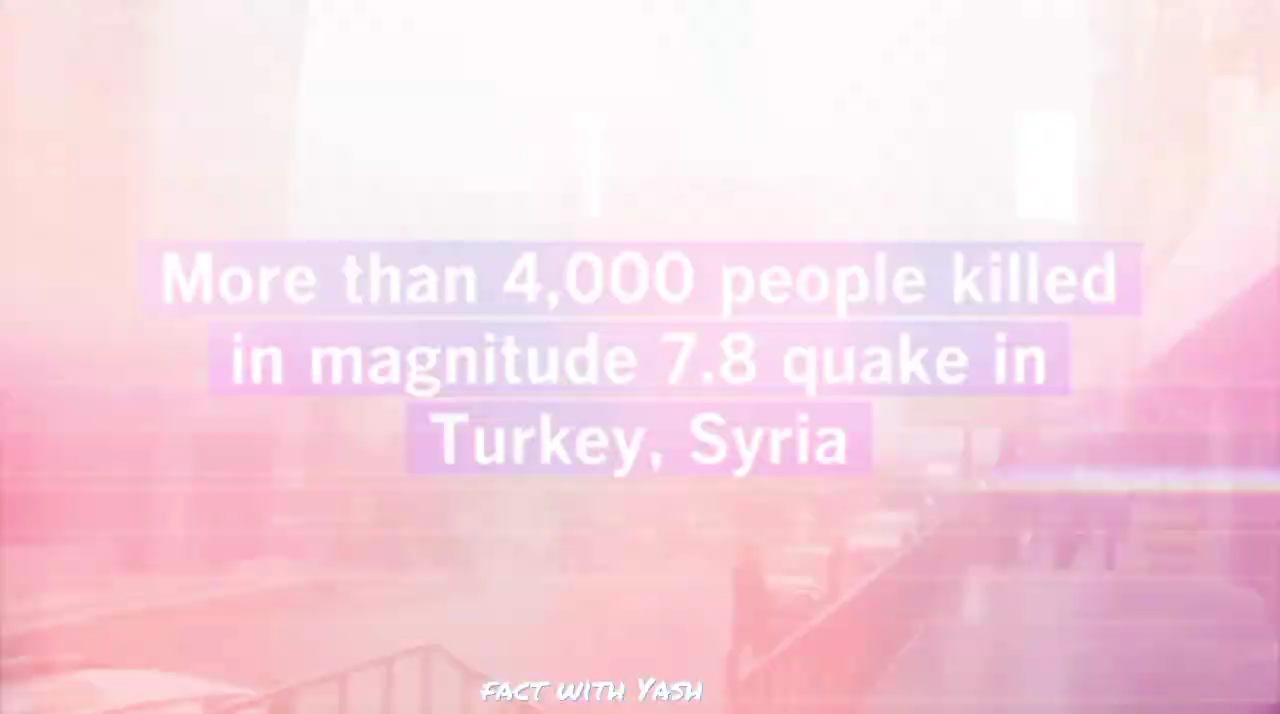 More than 4,000 people killed
in magnitude 7.8 quake in
Turkey, Syria
FACT WITH YASH